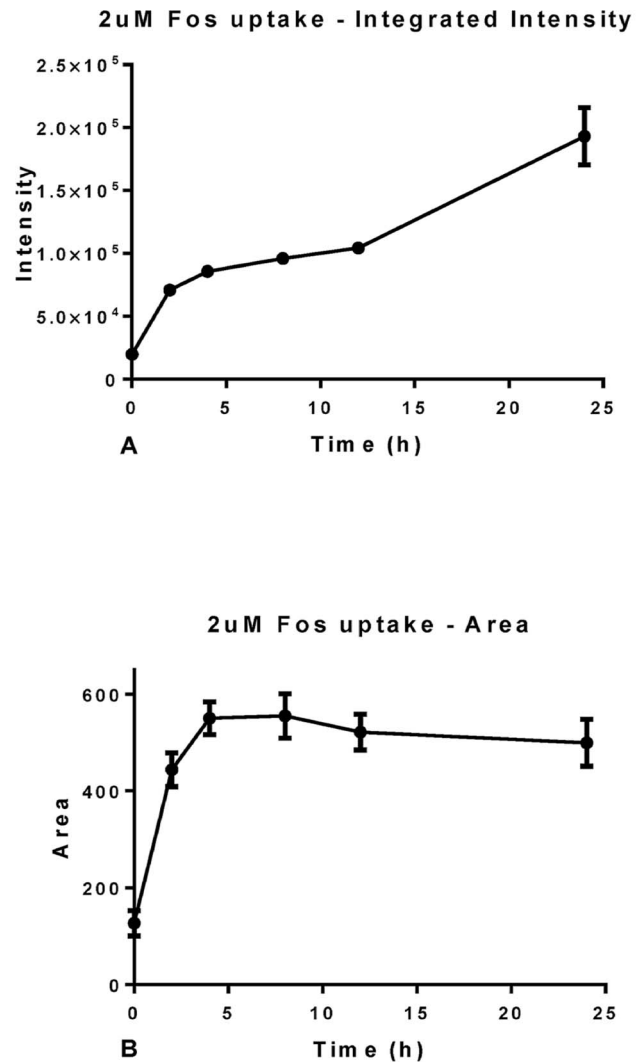 2uM Fos uptake - Integrated Intensity
2.5×10⁵
2.0×10⁵
1.5×10⁵
1.0×10⁵
5.0×10⁴
0
Intensity
0 5 10 15 20 25
A Time (h)
2uM Fos uptake - Area
600
400
200
0
Area
0 5 10 15 20 25
B Time (h)